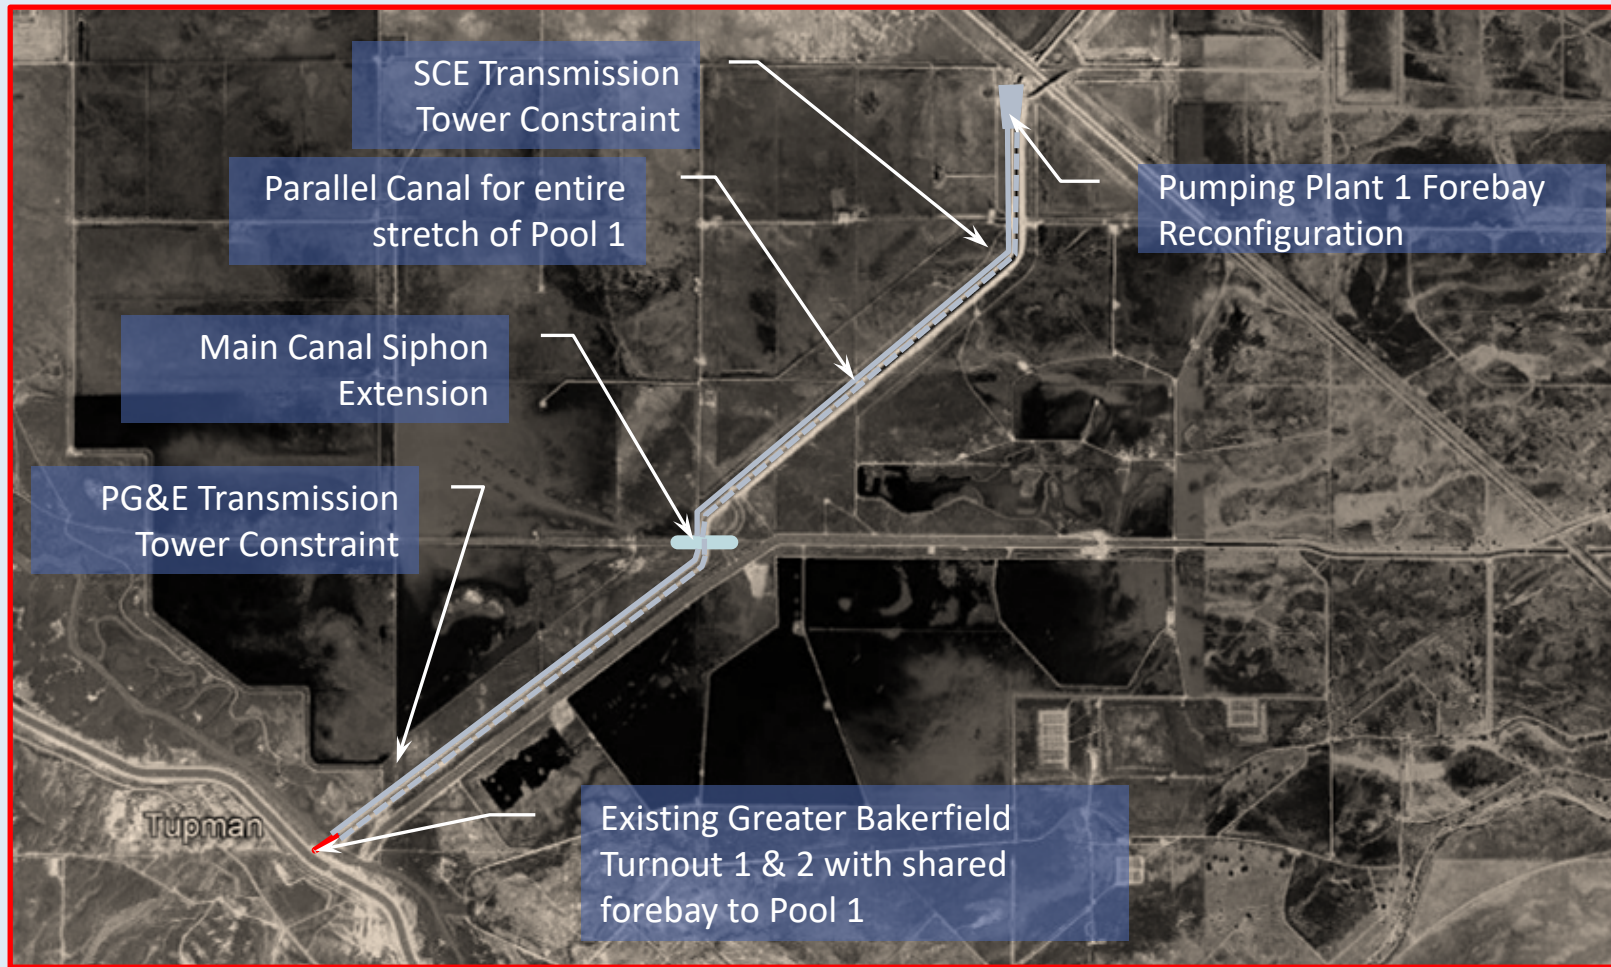 SCE Transmission
Tower Constraint
Parallel Canal for entire
stretch of Pool 1
Pumping Plant 1 Forebay
Reconfiguration
Main Canal Siphon
Extension
PG&E Transmission
Tower Constraint
Tupman
Existing Greater Bakerfield
Turnout 1 & 2 with shared
forebay to Pool 1